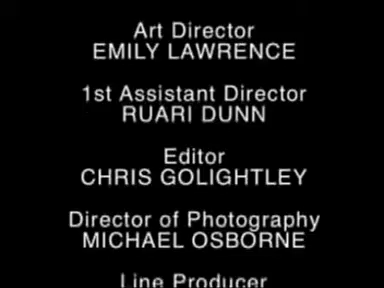 Art Director
EMILY LAWRENCE
1st Assistant Director
RUARI DUNN
Editor
CHRIS GOLIGHTLEY
Director of Photography
MICHAEL OSBORNE
Line Producer